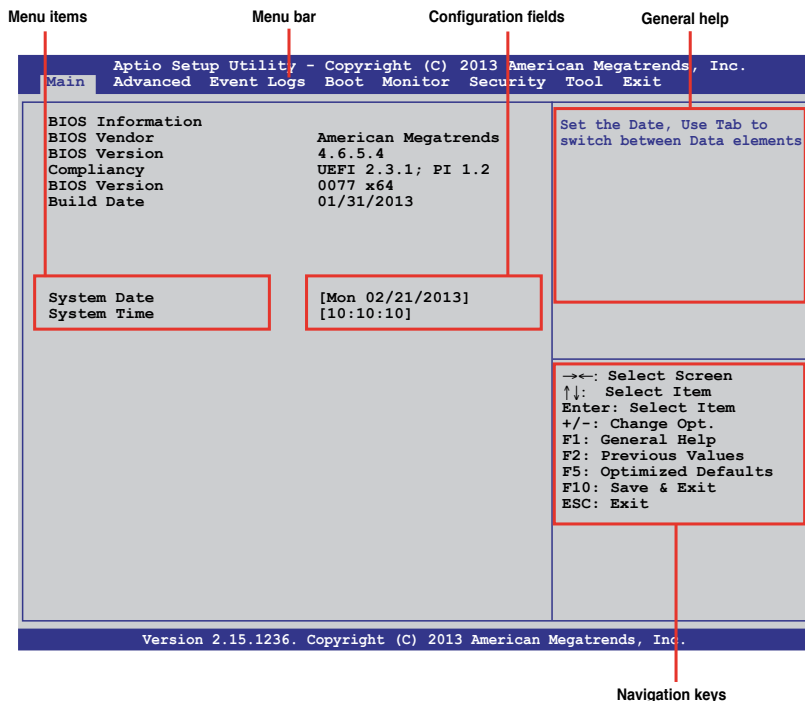 Menu items Menu bar Configuration fields General help
Aptio Setup Utility - Copyright (C) 2013 American Megatrends, Inc.
Main Advanced Event Logs Boot Monitor Security Tool Exit
BIOS Information
BIOS Vendor American Megatrends
BIOS Version 4.6.5.4
Compliancy UEFI 2.3.1; PI 1.2
BIOS Version 0077 x64
Build Date 01/31/2013
System Date [Mon 02/21/2013]
System Time [10:10:10]
Set the Date, Use Tab to
switch between Data elements
→←: Select Screen
↑↓: Select Item
Enter: Select Item
+/-: Change Opt.
F1: General Help
F2: Previous Values
F5: Optimized Defaults
F10: Save & Exit
ESC: Exit
Version 2.15.1236. Copyright (C) 2013 American Megatrends, Inc.
Navigation keys